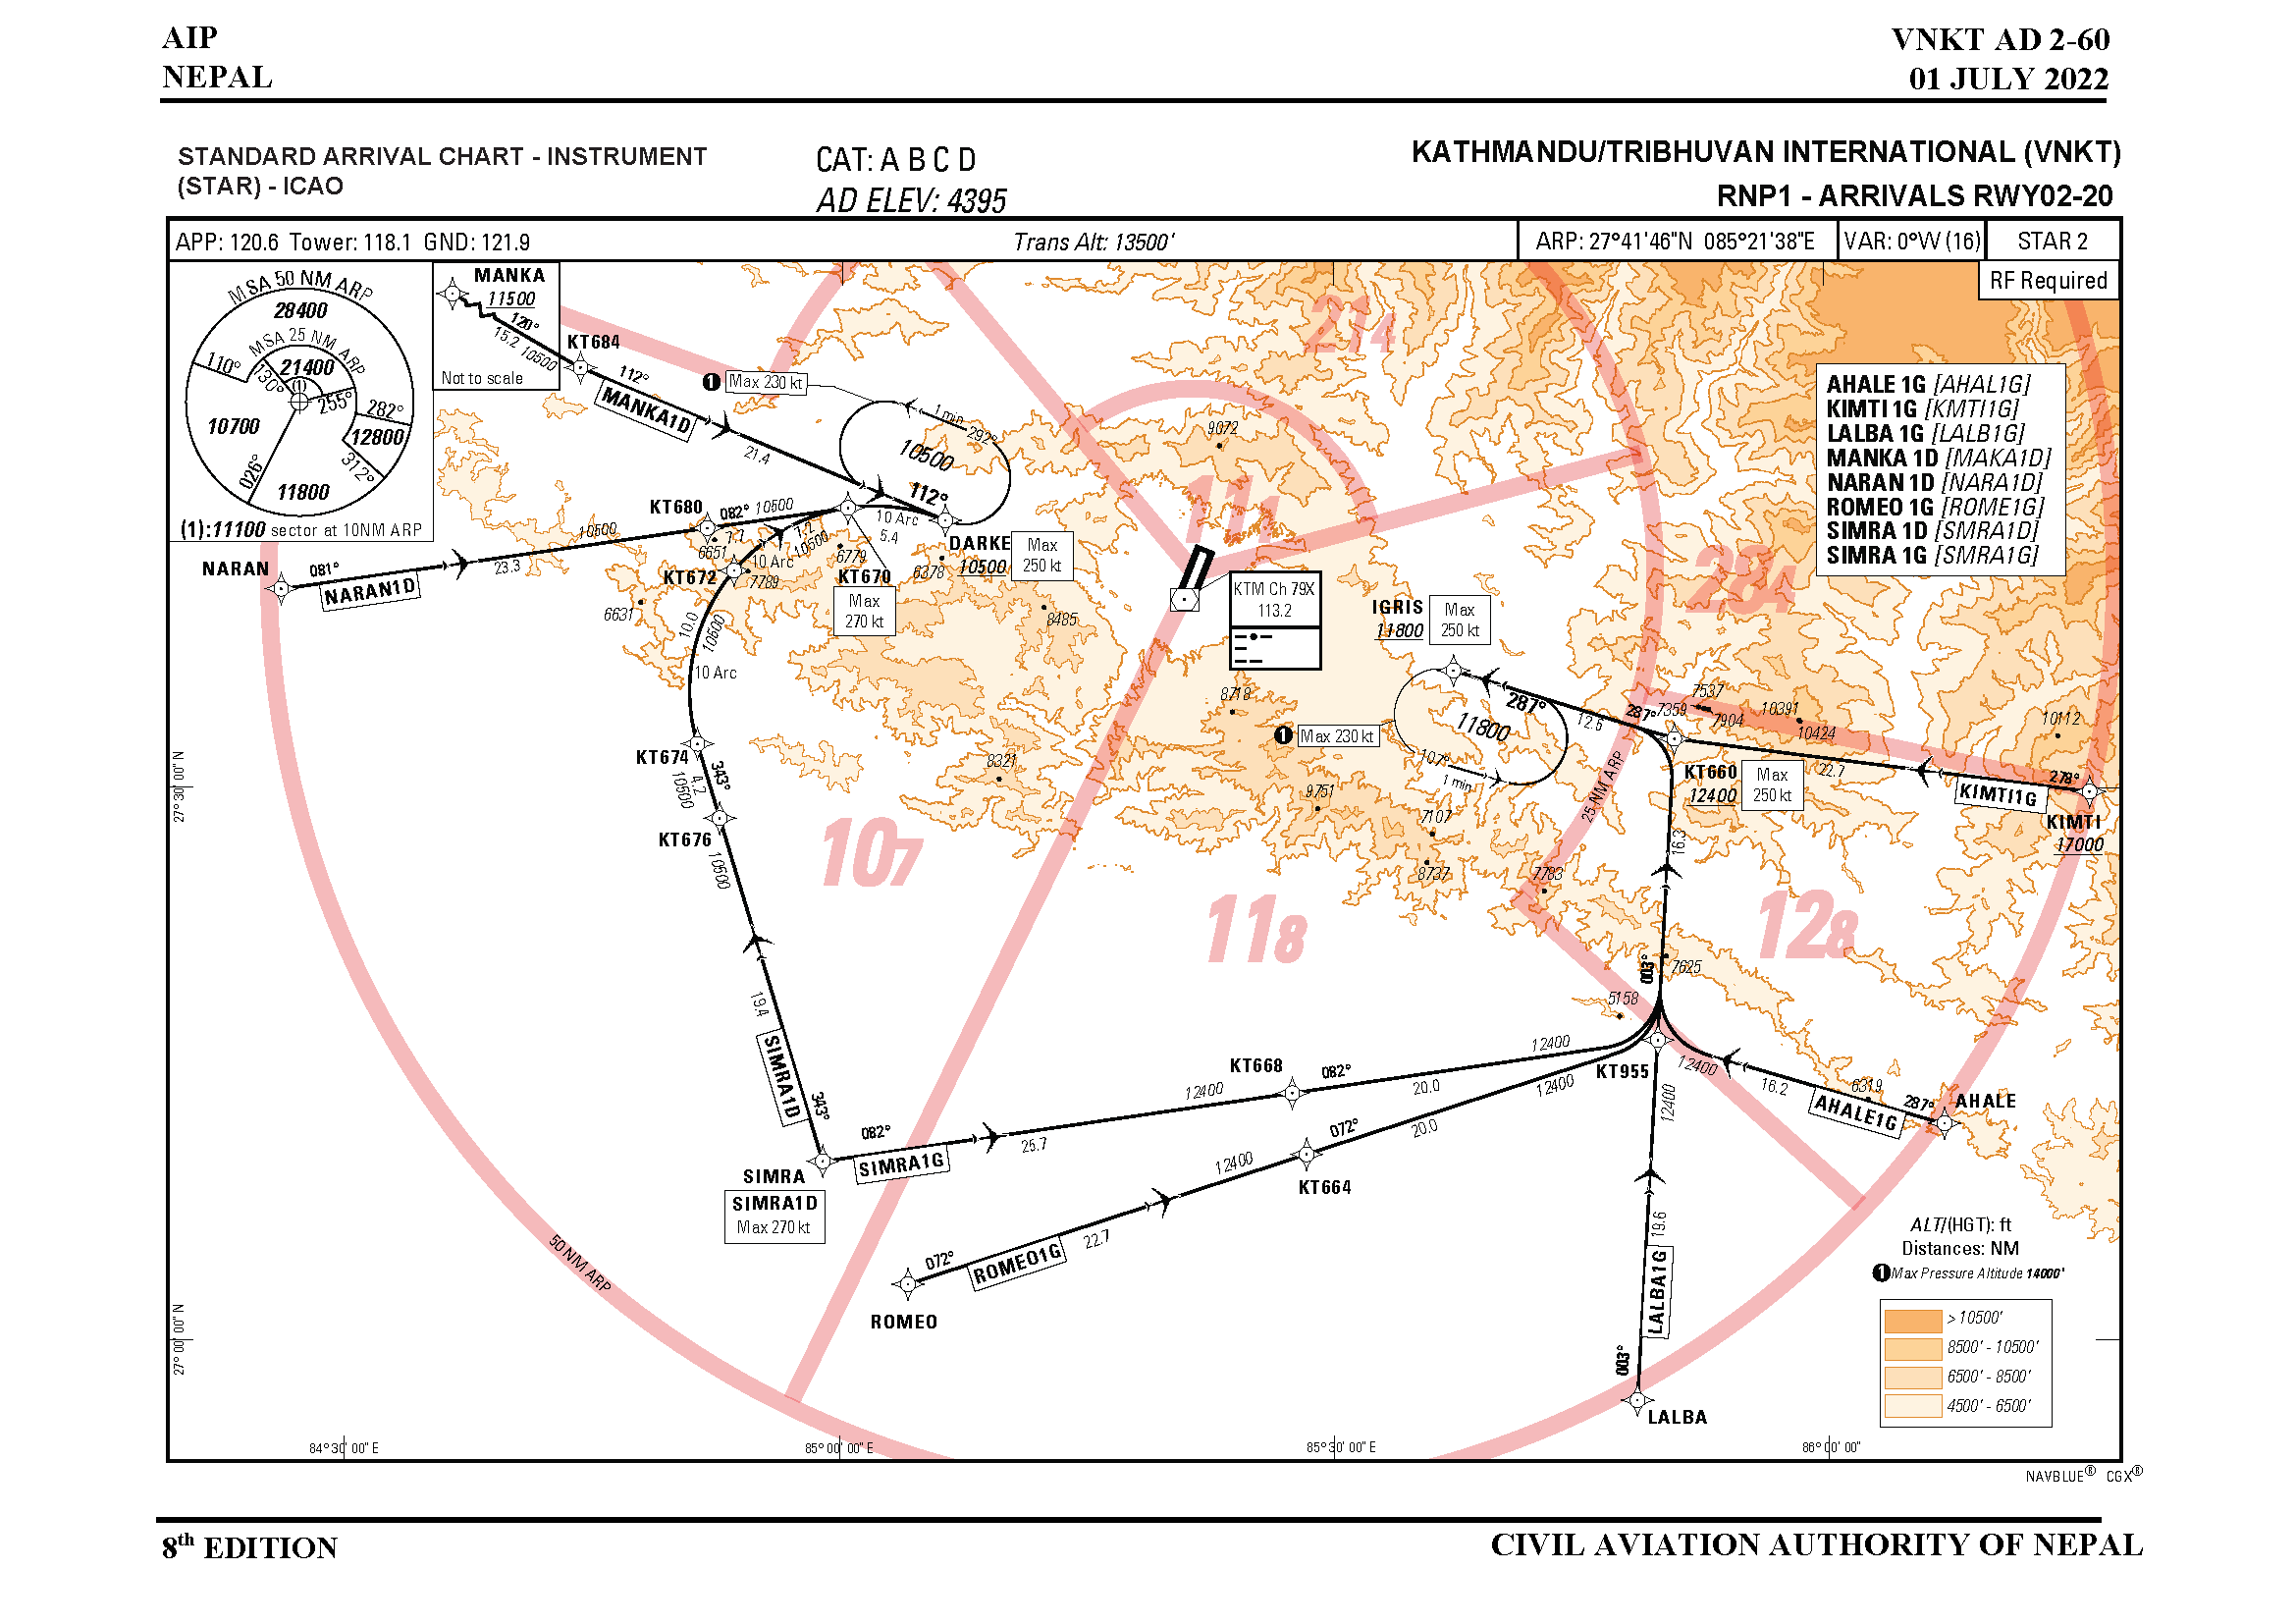 AIP
NEPAL
VNKT AD 2-60
01 JULY 2022
STANDARD ARRIVAL CHART - INSTRUMENT
(STAR) - ICAO
CAT: A B C D
AD ELEV: 4395
KATHMANDU/TRIBHUVAN INTERNATIONAL (VNKT)
RNP1 - ARRIVALS RWY02-20
APP: 120.6 Tower: 118.1 GND: 121.9
Trans Alt: 13500'
ARP: 27°41'46"N 085°21'38"E
VAR: 0°W (16)
STAR 2
RF Required
MSA 50 NM ARP
28400
MSA 25 NM ARP
21400
110°
130°
(1)
255°
282°
10700
12800
026°
312°
11800
(1):11100 sector at 10NM ARP
MANKA
11500
120°
15.2 10500
Not to scale
KT684
112°
MANKA1D
21.4
1 Max 230 kt
1 min
292°
10500
112°
214
9072
111
AHALE 1G [AHAL1G]
KIMTI 1G [KMTI1G]
LALBA 1G [LALB1G]
MANKA 1D [MAKA1D]
NARAN 1D [NARA1D]
ROMEO 1G [ROME1G]
SIMRA 1D [SMRA1D]
SIMRA 1G [SMRA1G]
KT680
082° 10500
10500
7.7
6651
7.2
10500
10 Arc
5.4
NARAN
081°
NARAN1D
23.3
KT672
10 Arc
7789
6779
KT670
Max
270 kt
6378
DARKE
10500
Max
250 kt
6631
10.0
10500
10 Arc
8485
KTM Ch 79X
113.2
IGRIS
11800
Max
250 kt
284
8718
1 Max 230 kt
11800
287°
107°
1 min
12.6
287°
7359
7537
7904
10391
10424
10112
KT674
343°
4.2
10500
KT676
10500
8321
9751
7107
8737
7783
25 NM ARP
KT660
12400
Max
250 kt
22.7
278°
KIMTI1G
KIMTI
17000
16.3
107
118
128
27° 30' 00" N
19.4
SIMRA1D
343°
003°
7625
5158
KT668
082°
12400
12400
20.0
12400
KT955
12400
16.2
6319
AHALE1G
287°
AHALE
12400
SIMRA
SIMRA1D
Max 270 kt
082°
SIMRA1G
25.7
12400
072°
20.0
KT664
072°
ROMEO1G
22.7
ROMEO
50 NM ARP
19.6
LALBA1G
003°
LALBA
ALT/(HGT): ft
Distances: NM
1 Max Pressure Altitude 14000'
> 10500'
8500' - 10500'
6500' - 8500'
4500' - 6500'
27° 00' 00" N
84° 30' 00" E
85° 00' 00" E
85° 30' 00" E
86° 00' 00"
NAVBLUE® CGX®
8th EDITION
CIVIL AVIATION AUTHORITY OF NEPAL